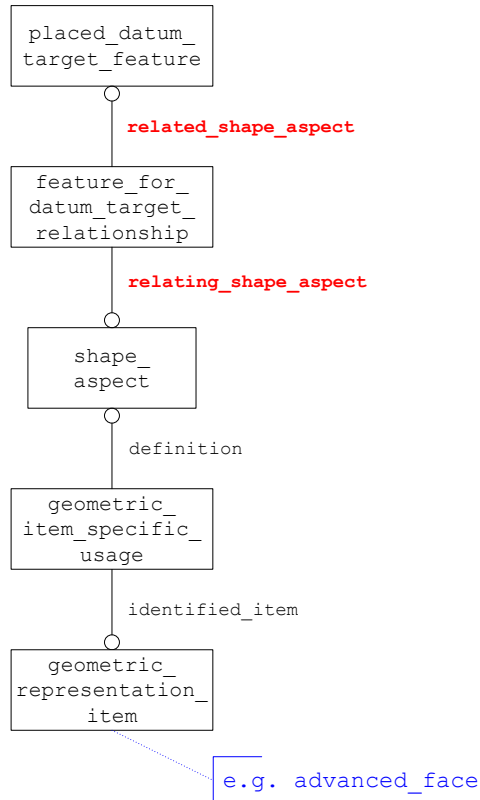 placed_datum_
target_feature
related_shape_aspect
feature_for_
datum_target_
relationship
relating_shape_aspect
shape_
aspect
definition
geometric_
item_specific_
usage
identified_item
geometric_
representation_
item
e.g. advanced_face